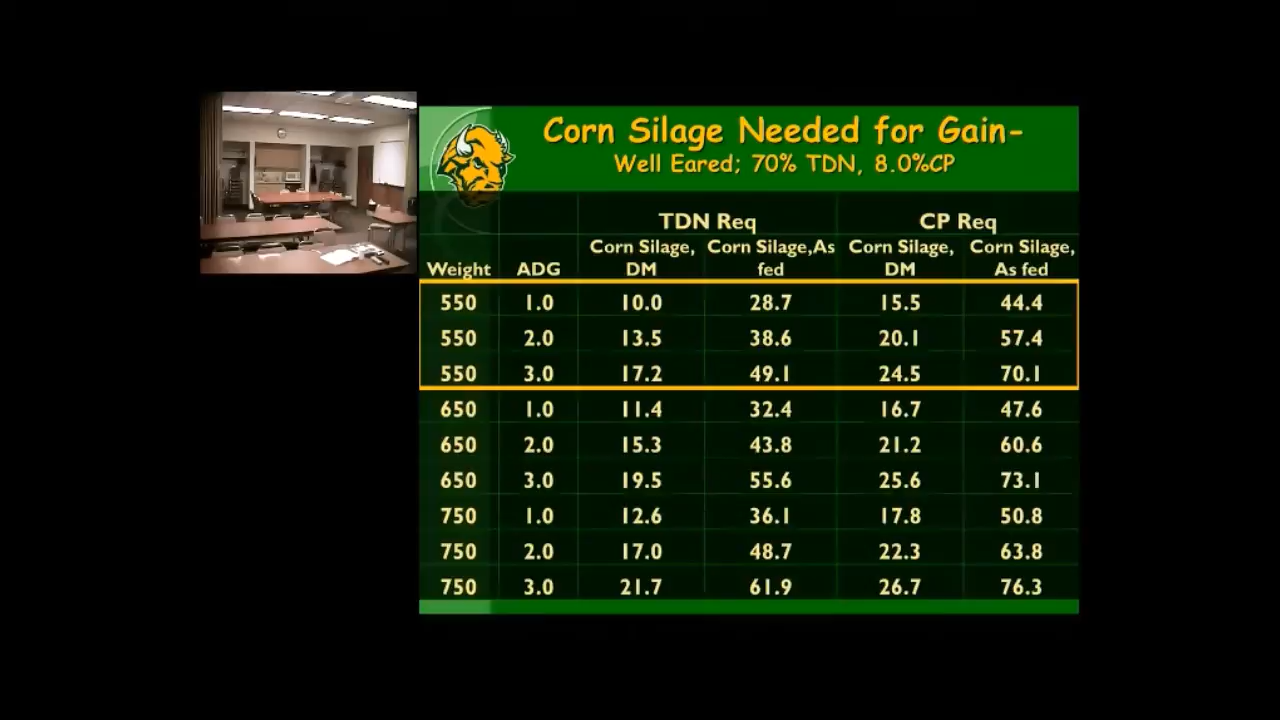 Corn Silage Needed for Gain-
Well Eared; 70% TDN, 8.0%CP
TDN Req CP Req
Weight ADG Corn Silage, DM Corn Silage,As fed Corn Silage, DM Corn Silage, As fed
550 1.0 10.0 28.7 15.5 44.4
550 2.0 13.5 38.6 20.1 57.4
550 3.0 17.2 49.1 24.5 70.1
650 1.0 11.4 32.4 16.7 47.6
650 2.0 15.3 43.8 21.2 60.6
650 3.0 19.5 55.6 25.6 73.1
750 1.0 12.6 36.1 17.8 50.8
750 2.0 17.0 48.7 22.3 63.8
750 3.0 21.7 61.9 26.7 76.3